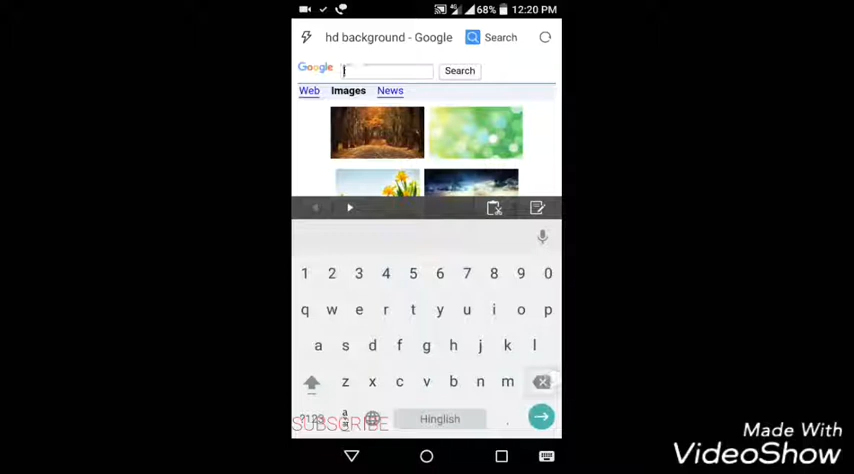 4G 68% 12:20 PM
hd background - Google Search
Google Search
Web Images News
1 2 3 4 5 6 7 8 9 0
q w e r t y u i o p
a s d f g h j k l
z x c v b n m
?123 Hinglish .
SUBSCRIBE
Made With
VideoShow